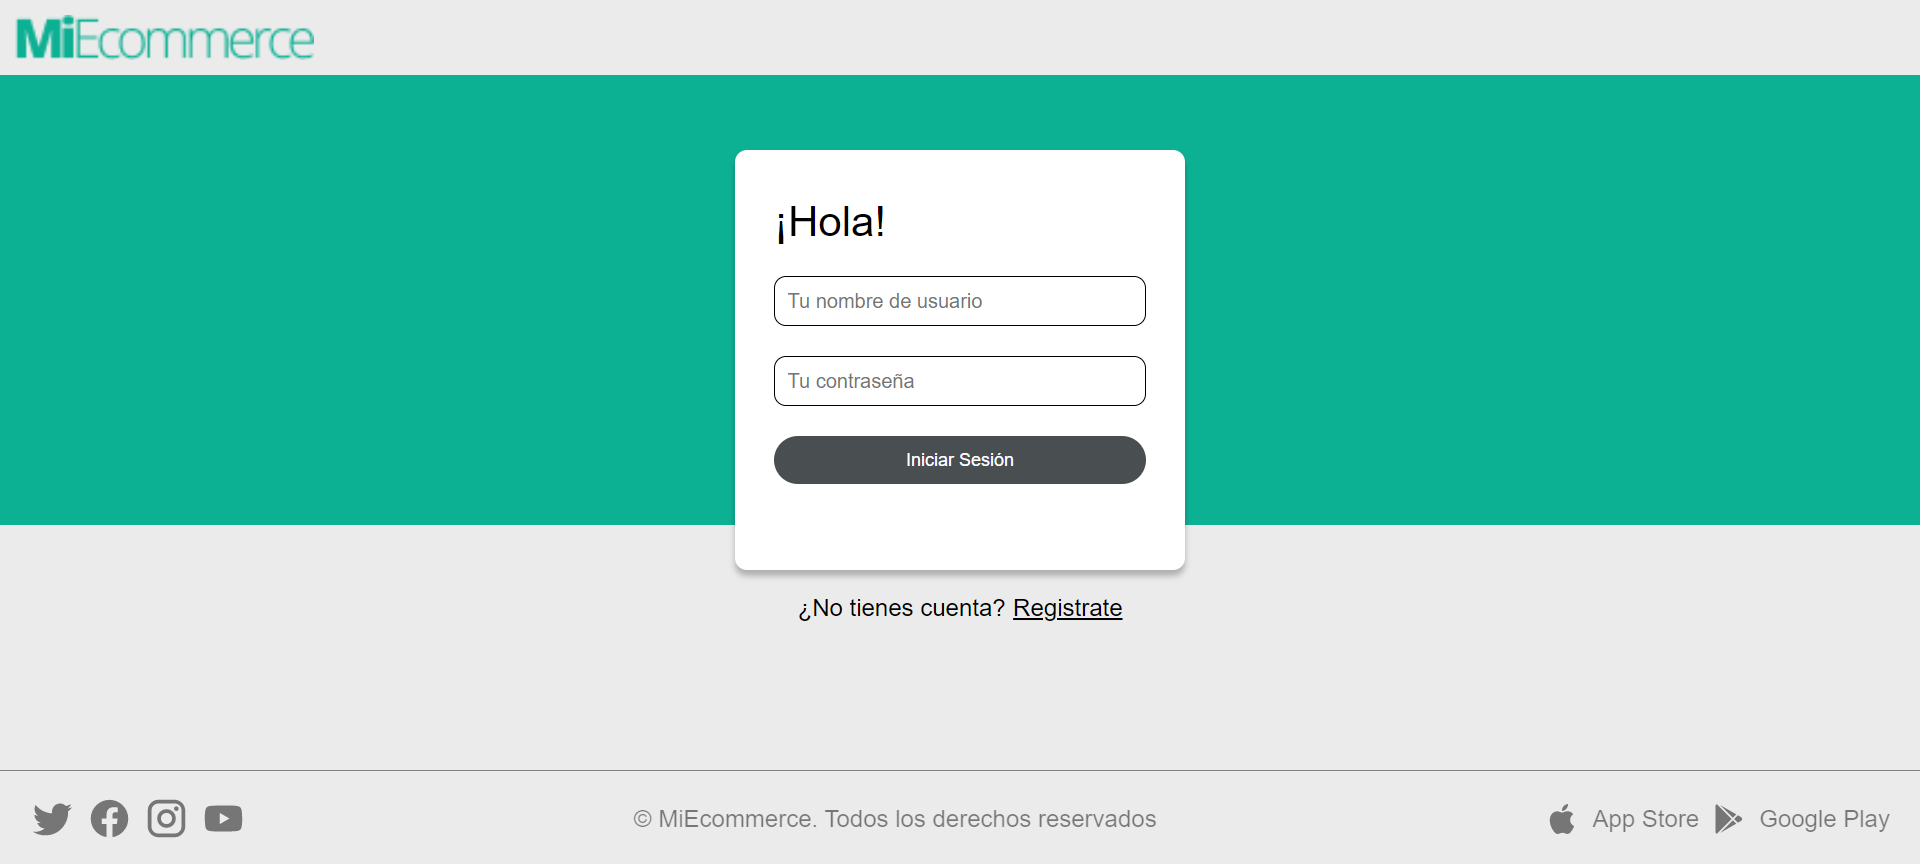 MiEcommerce
¡Hola!
Tu nombre de usuario
Tu contraseña
Iniciar Sesión
¿No tienes cuenta? Registrate
© MiEcommerce. Todos los derechos reservados
App Store
Google Play